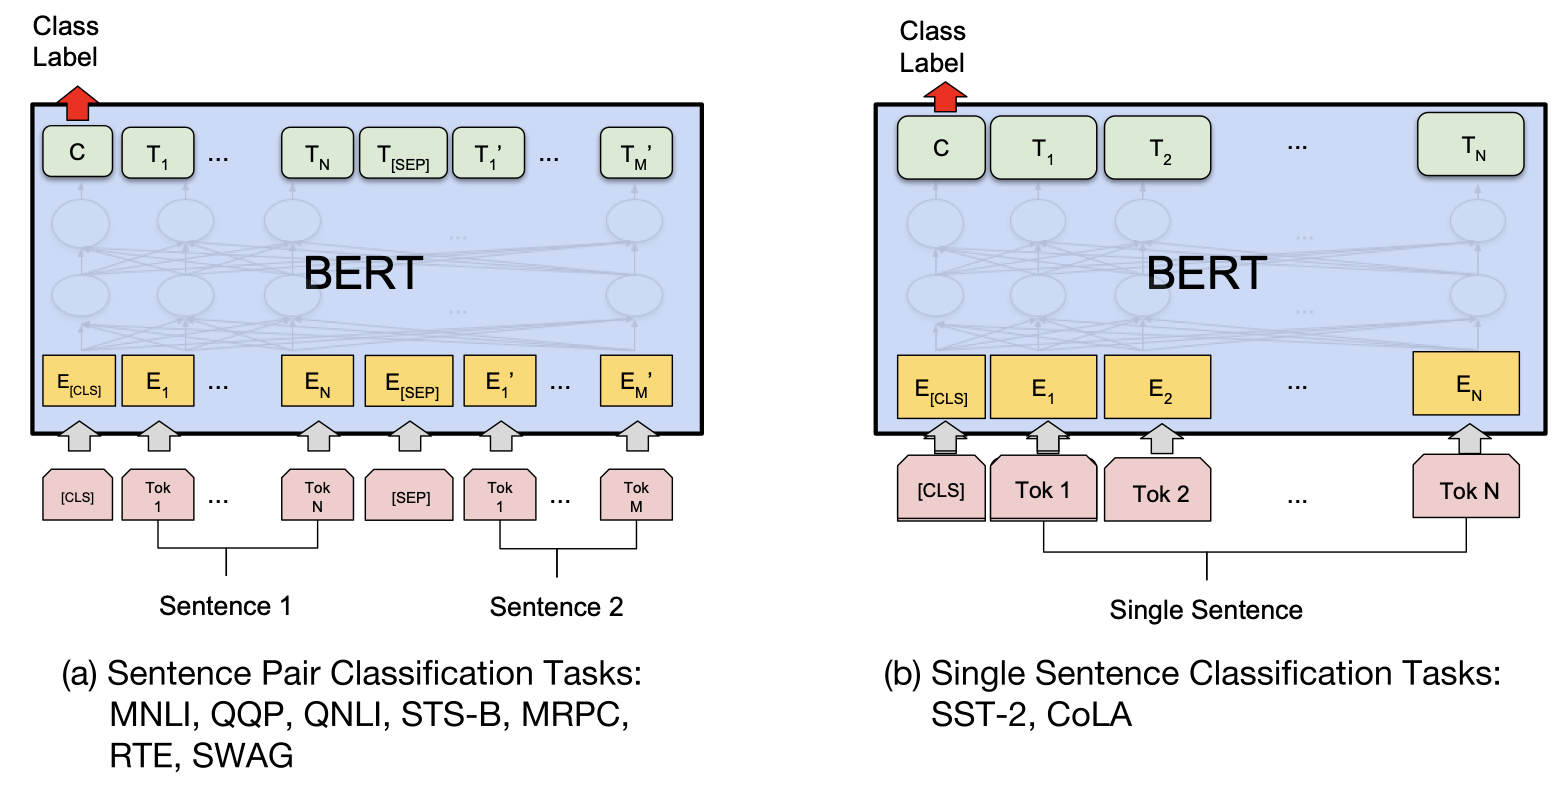 Class
Label
C T1 ... TN T[SEP] T1’ ... TM’
...
BERT
...
E[CLS] E1 ... EN E[SEP] E1’ ... EM’
[CLS] Tok 1 ... Tok N [SEP] Tok 1 ... Tok M
Sentence 1 Sentence 2
(a) Sentence Pair Classification Tasks:
MNLI, QQP, QNLI, STS-B, MRPC,
RTE, SWAG
Class
Label
C T1 T2 ... TN
...
BERT
...
E[CLS] E1 E2 ... EN
[CLS] Tok 1 Tok 2 ... Tok N
Single Sentence
(b) Single Sentence Classification Tasks:
SST-2, CoLA